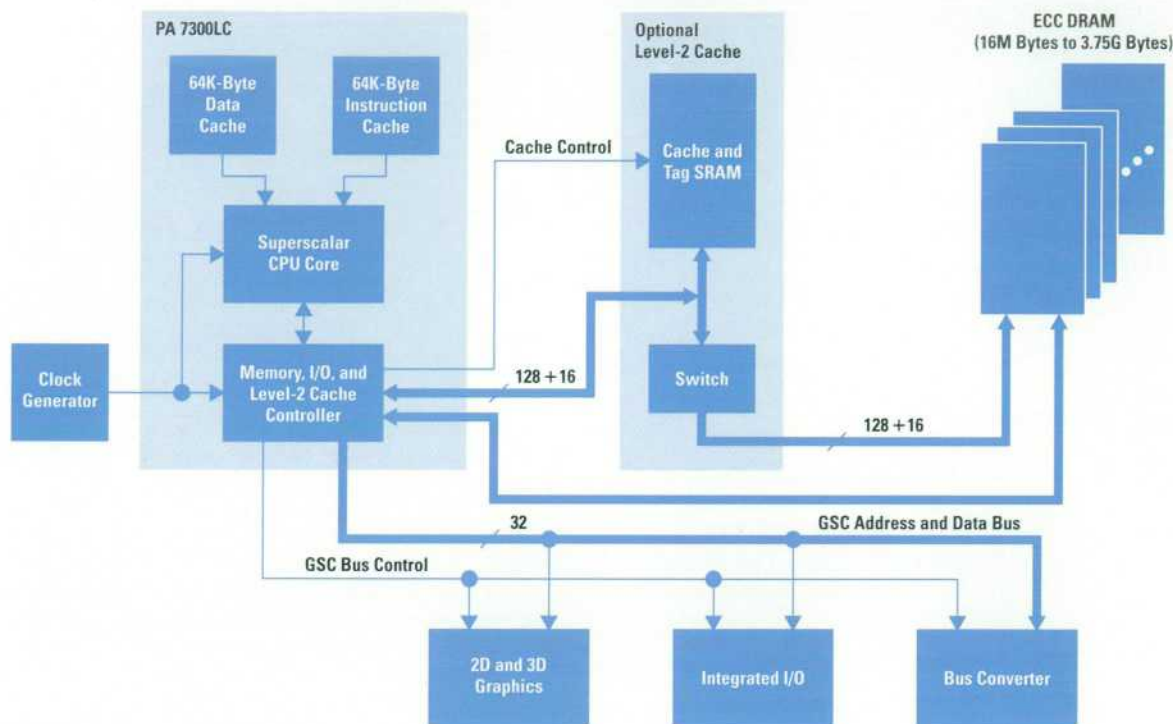 PA 7300LC
64K-Byte
Data
Cache
64K-Byte
Instruction
Cache
Superscalar
CPU Core
Memory, I/O, and
Level-2 Cache
Controller
Clock
Generator
Cache Control
Optional
Level-2 Cache
Cache and
Tag SRAM
Switch
128 + 16
128 + 16
ECC DRAM
(16M Bytes to 3.75G Bytes)
32
GSC Address and Data Bus
GSC Bus Control
2D and 3D
Graphics
Integrated I/O
Bus Converter